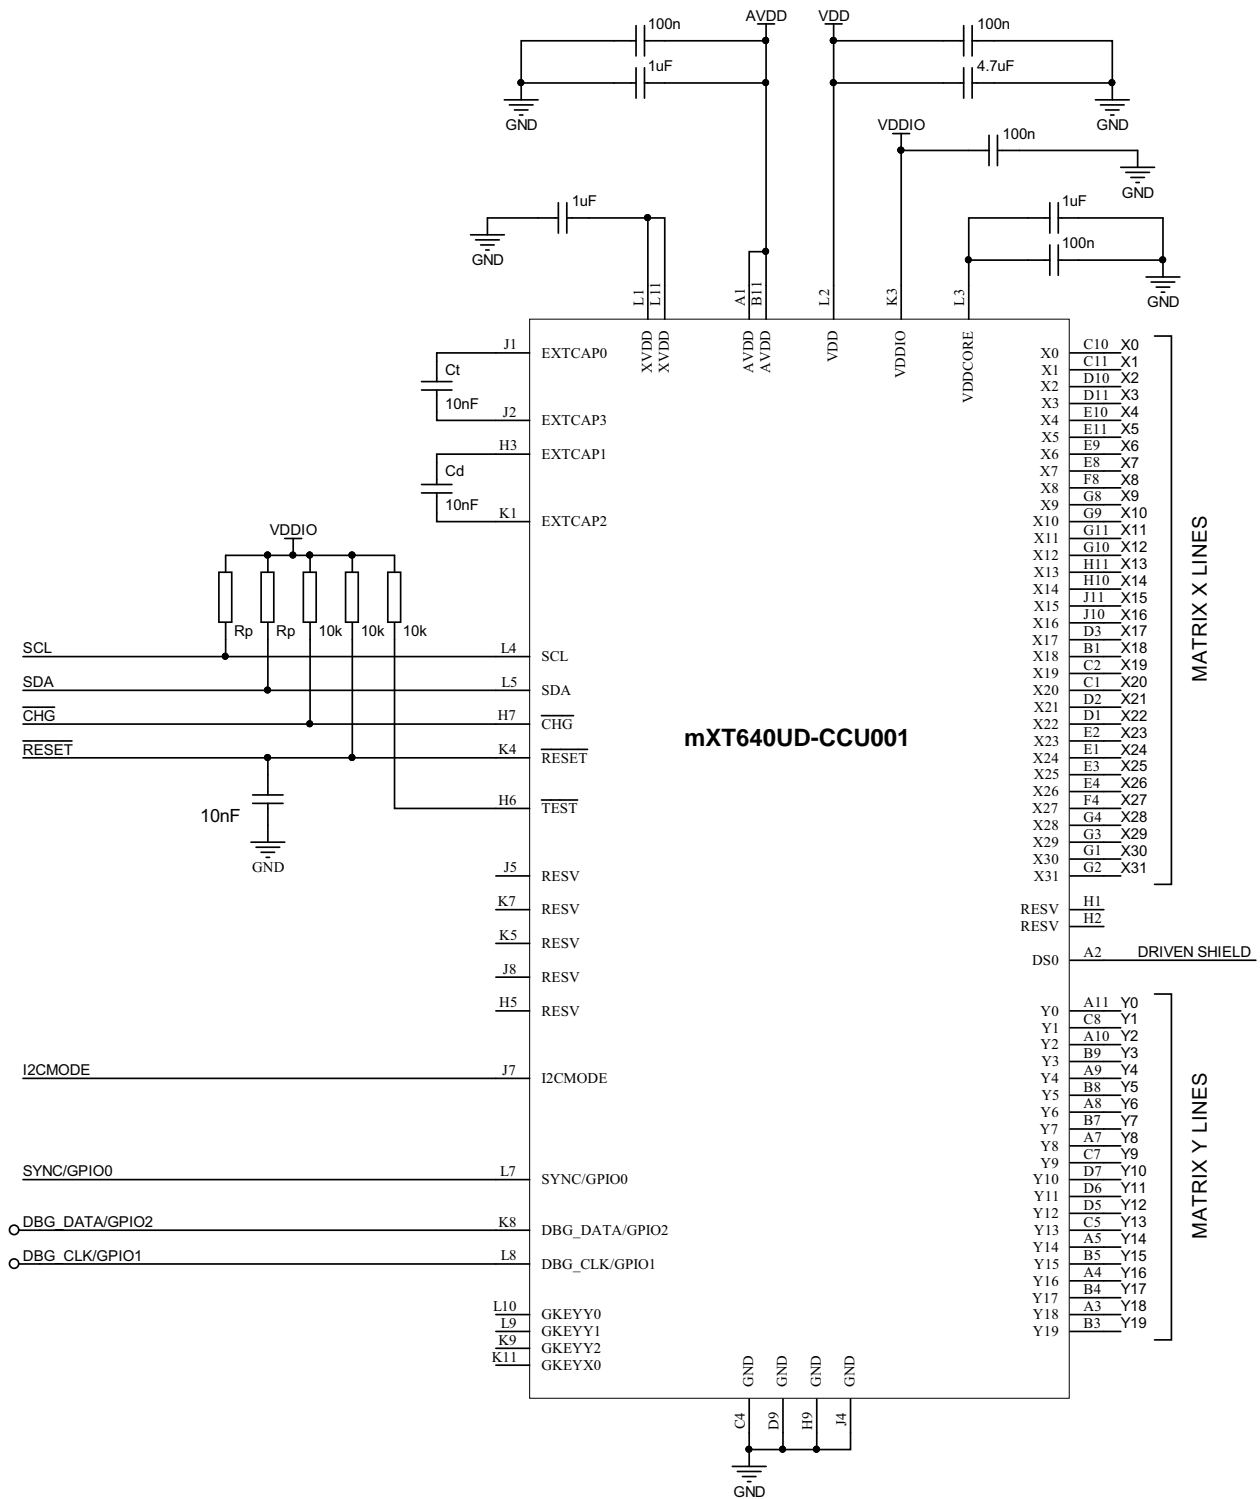 AVDD
VDD
100n
100n
1uF
4.7uF
GND
GND
VDDIO
100n
GND
1uF
1uF
GND
100n
GND
L1
L11
A1
B11
L2
K3
L3
XVDD
XVDD
AVDD
AVDD
VDD
VDDIO
VDDCORE
J1 EXTCAP0
Ct
10nF
J2 EXTCAP3
H3 EXTCAP1
Cd
10nF
K1 EXTCAP2
VDDIO
Rp Rp 10k 10k 10k
SCL L4 SCL
SDA L5 SDA
CHG H7 CHG
RESET K4 RESET
10nF
GND
H6 TEST
J5 RESV
K7 RESV
K5 RESV
J8 RESV
H5 RESV
I2CMODE J7 I2CMODE
SYNC/GPIO0 L7 SYNC/GPIO0
DBG_DATA/GPIO2 K8 DBG_DATA/GPIO2
DBG_CLK/GPIO1 L8 DBG_CLK/GPIO1
L10 GKEYY0
L9 GKEYY1
K9 GKEYY2
K11 GKEYX0
mXT640UD-CCU001
X0 C10 X0
X1 C11 X1
X2 D10 X2
X3 D11 X3
X4 E10 X4
X5 E11 X5
X6 E9 X6
X7 E8 X7
X8 F8 X8
X9 G8 X9
X10 G9 X10
X11 G11 X11
X12 G10 X12
X13 H11 X13
X14 H10 X14
X15 J11 X15
X16 J10 X16
X17 D3 X17
X18 B1 X18
X19 C2 X19
X20 C1 X20
X21 D2 X21
X22 D1 X22
X23 E2 X23
X24 E1 X24
X25 E3 X25
X26 E4 X26
X27 F4 X27
X28 G4 X28
X29 G3 X29
X30 G1 X30
X31 G2 X31
MATRIX X LINES
RESV H1
RESV H2
DS0 A2 DRIVEN SHIELD
Y0 A11 Y0
Y1 C8 Y1
Y2 A10 Y2
Y3 B9 Y3
Y4 A9 Y4
Y5 B8 Y5
Y6 A8 Y6
Y7 B7 Y7
Y8 A7 Y8
Y9 C7 Y9
Y10 D7 Y10
Y11 D6 Y11
Y12 D5 Y12
Y13 C5 Y13
Y14 A5 Y14
Y15 B5 Y15
Y16 A4 Y16
Y17 B4 Y17
Y18 A3 Y18
Y19 B3 Y19
MATRIX Y LINES
GND
GND
GND
GND
C4
D9
H9
J4
GND